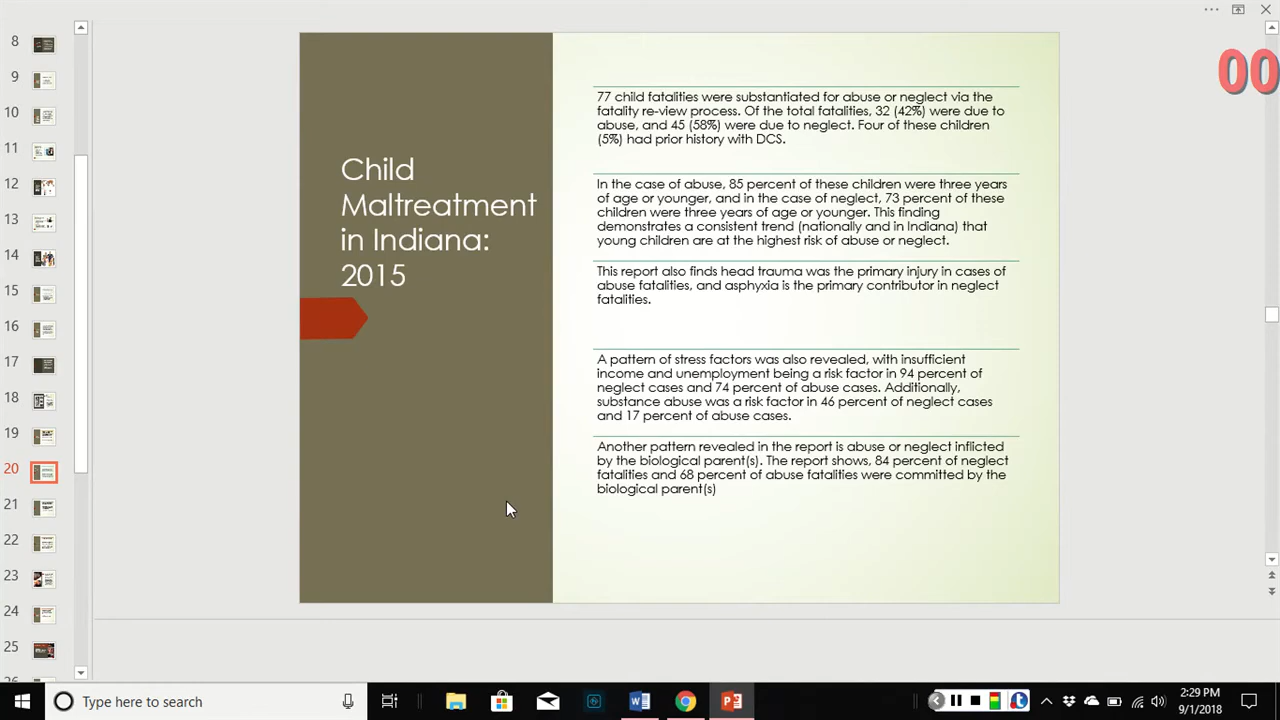 00
8
9
10
11
12
13
14
15
16
17
18
19
20
21
22
23
24
25
Child
Maltreatment
in Indiana:
2015
77 child fatalities were substantiated for abuse or neglect via the
fatality re-view process. Of the total fatalities, 32 (42%) were due to
abuse, and 45 (58%) were due to neglect. Four of these children
(5%) had prior history with DCS.
In the case of abuse, 85 percent of these children were three years
of age or younger, and in the case of neglect, 73 percent of these
children were three years of age or younger. This finding
demonstrates a consistent trend (nationally and in Indiana) that
young children are at the highest risk of abuse or neglect.
This report also finds head trauma was the primary injury in cases of
abuse fatalities, and asphyxia is the primary contributor in neglect
fatalities.
A pattern of stress factors was also revealed, with insufficient
income and unemployment being a risk factor in 94 percent of
neglect cases and 74 percent of abuse cases. Additionally,
substance abuse was a risk factor in 46 percent of neglect cases
and 17 percent of abuse cases.
Another pattern revealed in the report is abuse or neglect inflicted
by the biological parent(s). The report shows, 84 percent of neglect
fatalities and 68 percent of abuse fatalities were committed by the
biological parent(s)
Type here to search
2:29 PM
9/1/2018